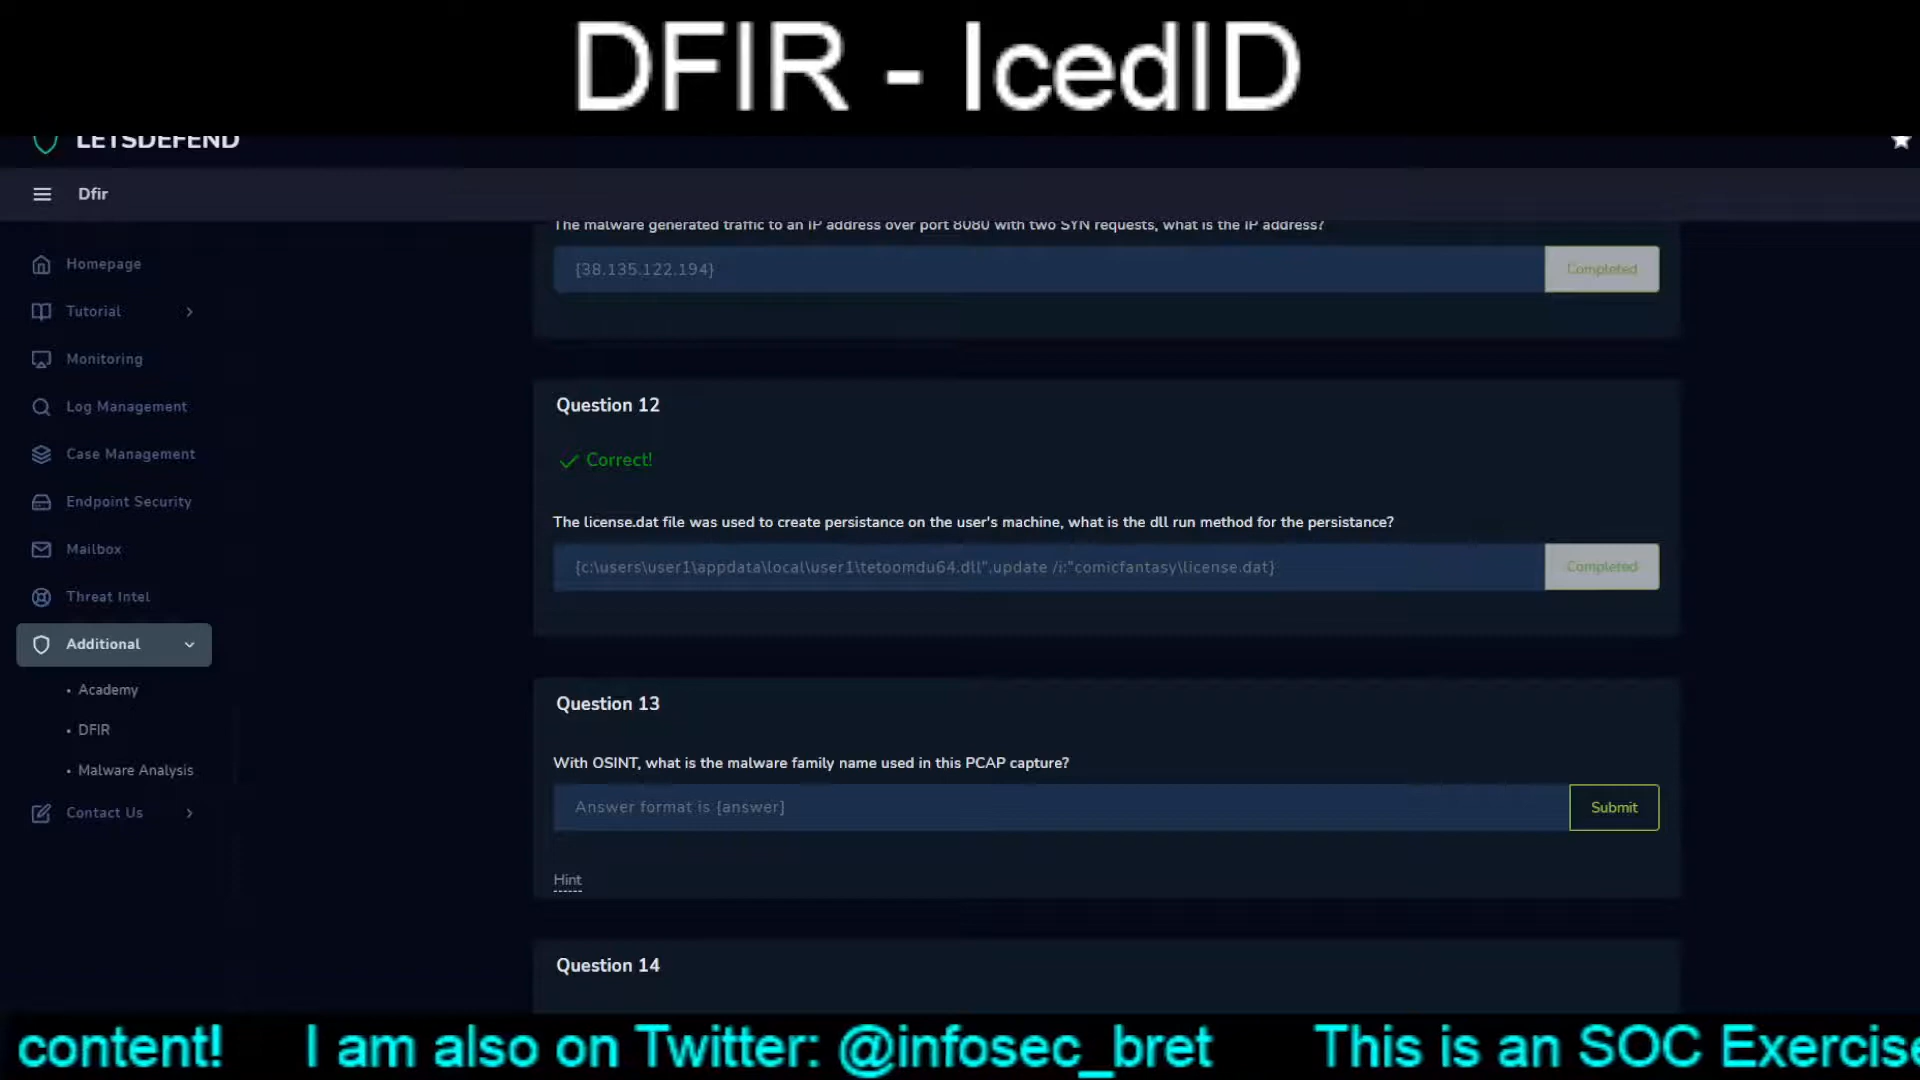 DFIR - IcedID
LETSDEFEND
Dfir
Homepage
Tutorial
Monitoring
Log Management
Case Management
Endpoint Security
Mailbox
Threat Intel
Additional
• Academy
• DFIR
• Malware Analysis
Contact Us
The malware generated traffic to an IP address over port 8080 with two SYN requests, what is the IP address?
{38.135.122.194}
Completed
Question 12
Correct!
The license.dat file was used to create persistance on the user's machine, what is the dll run method for the persistance?
{c:\users\user1\appdata\local\user1\tetoomdu64.dll",update /i:"comicfantasy\license.dat}
Completed
Question 13
With OSINT, what is the malware family name used in this PCAP capture?
Answer format is {answer}
Submit
Hint
Question 14
content! I am also on Twitter: @infosec_bret This is an SOC Exercise